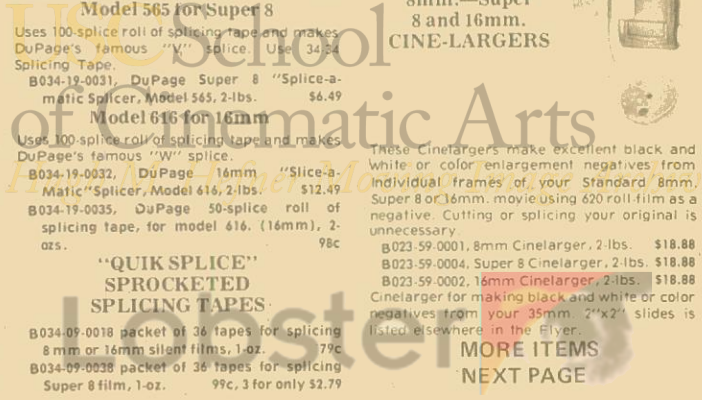 Model 565 for Super 8
Uses 100-splice roll of splicing tape and makes
DuPage's famous "V" splice. Use 34-34
Splicing Tape.
B034-19-0031, DuPage Super 8 "Splice-a-
matic Splicer, Model 565, 2-lbs. $6.49
Model 616 for 16mm
Uses 100-splice roll of splicing tape and makes
DuPage's famous "W" splice.
B034-19-0032, DuPage 16mm "Slice-a-
Matic" Splicer, Model 616, 2-lbs. $12.49
B034-19-0035, DuPage 50-splice roll of
splicing tape, for model 616. (16mm), 2-
ozs. 98c
"QUIK SPLICE"
SPROCKETED
SPLICING TAPES
B034-09-0018 packet of 36 tapes for splicing
8mm or 16mm silent films, 1-oz. 79c
B034-09-0038 packet of 36 tapes for splicing
Super 8 film, 1-oz. 99c, 3 for only $2.79
8mm.—Super
8 and 16mm.
CINE-LARGERS
These Cinelargers make excellent black and
white or color enlargement negatives from
individual frames of, your Standard 8mm,
Super 8 or 16mm. movie using 620 roll film as a
negative. Cutting or splicing your original is
unnecessary.
B023-59-0001, 8mm Cinelarger, 2-lbs. $18.88
B023-59-0004, Super 8 Cinelarger, 2-lbs. $18.88
B023-59-0002, 16mm Cinelarger, 2-lbs. $18.88
Cinelarger for making black and white or color
negatives from your 35mm. 2"x2" slides is
listed elsewhere in the Flyer.
MORE ITEMS
NEXT PAGE
USC School
of Cinematic Arts
Hugh M. Hefner Moving Image Archive
Lobster